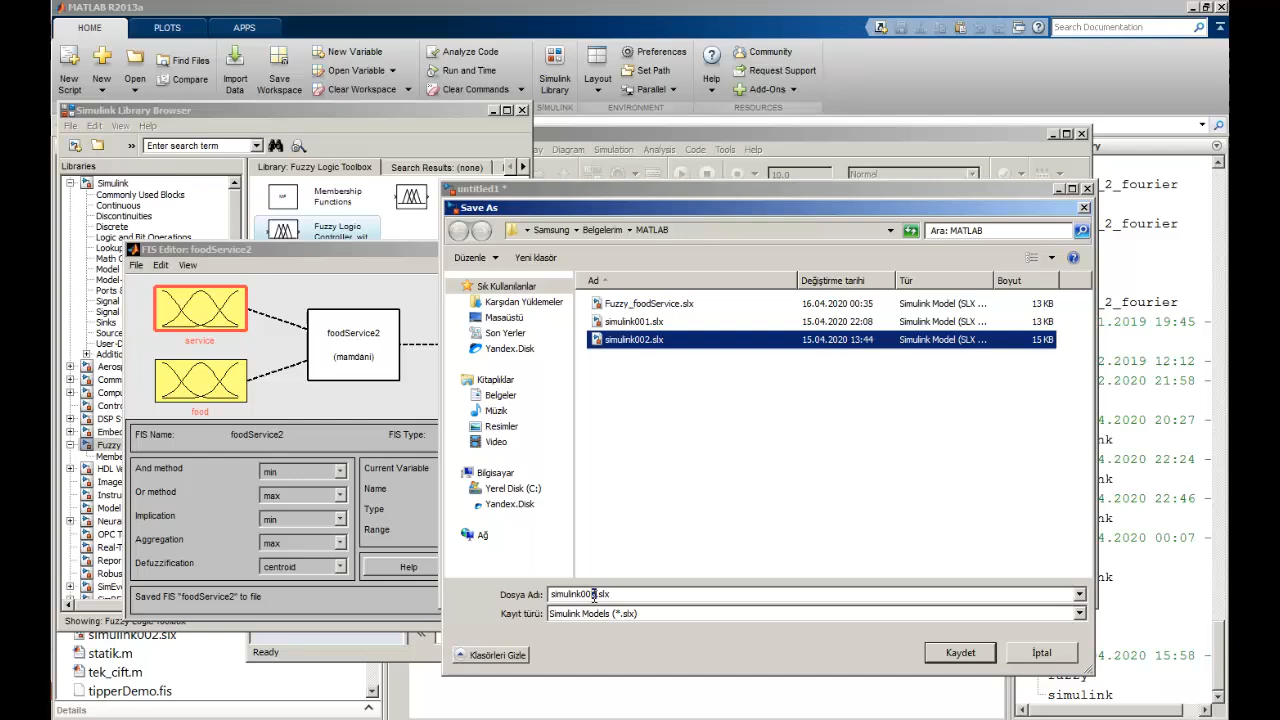 MATLAB R2013a
HOME
PLOTS
APPS
Search Documentation
New Script
New
Open
Find Files
Compare
Import Data
Save Workspace
New Variable
Open Variable
Clear Workspace
Analyze Code
Run and Time
Clear Commands
Simulink Library
Layout
Preferences
Set Path
Parallel
Help
Community
Request Support
Add-Ons
SIMULINK
ENVIRONMENT
RESOURCES
Simulink Library Browser
File Edit View Help
Enter search term
Libraries
Library: Fuzzy Logic Toolbox
Search Results: (none)
Simulink
Commonly Used Blocks
Continuous
Discontinuities
Discrete
Logic and Bit Operations
Membership Functions
Fuzzy Logic
Controller wit
Simulation Analysis Code Tools Help
10.0
Normal
untitled1 *
Save As
Samsung Belgelerim MATLAB
Ara: MATLAB
Düzenle
Yeni klasör
Sık Kullanılanlar
Karşıdan Yüklemeler
Masaüstü
Son Yerler
Yandex.Disk
Kitaplıklar
Belgeler
Müzik
Resimler
Video
Bilgisayar
Yerel Disk (C:)
Yandex.Disk
Ağ
Ad Değiştirme tarihi Tür Boyut
Fuzzy_foodService.slx 16.04.2020 00:35 Simulink Model (SLX ... 13 KB
simulink001.slx 15.04.2020 22:08 Simulink Model (SLX ... 13 KB
simulink002.slx 15.04.2020 13:44 Simulink Model (SLX ... 15 KB
Dosya Adı:
Kayıt türü: Simulink Models (*.slx)
Klasörleri Gizle
Kaydet
İptal
FIS Editor: foodService2
File Edit View
service
food
foodService2
(mamdani)
FIS Name: foodService2 FIS Type:
And method min
Or method max
Implication min
Aggregation max
Defuzzification centroid
Current Variable
Name
Type
Range
Help
Saved FIS "foodService2" to file
Showing: Fuzzy Logic Toolbox
Ready
simulink002.slx
statik.m
tek_cift.m
tipperDemo.fis
Details
_2_fourier
_2_fourier
_2_fourier
1.2019 19:45
.2020 12:12
.2020 21:58
4.2020 20:27
nk
4.2020 22:24
nk
4.2020 22:46
nk
4.2020 00:07
nk
4.2020 15:58
simulink